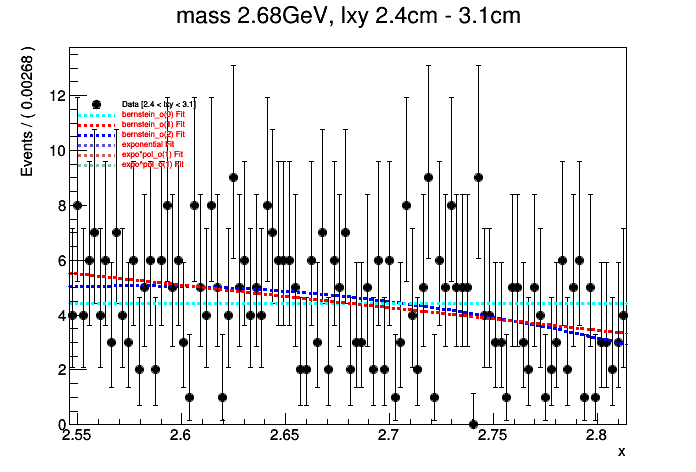 mass 2.68GeV, lxy 2.4cm - 3.1cm
Events / ( 0.00268 )
12
10
8
6
4
2
0
Data [2.4 < lxy < 3.1]
bernstein_o(0) Fit
bernstein_o(1) Fit
bernstein_o(2) Fit
exponential Fit
expo*pol_o(1) Fit
expo*pol_o(1) Fit
2.55 2.6 2.65 2.7 2.75 2.8
x